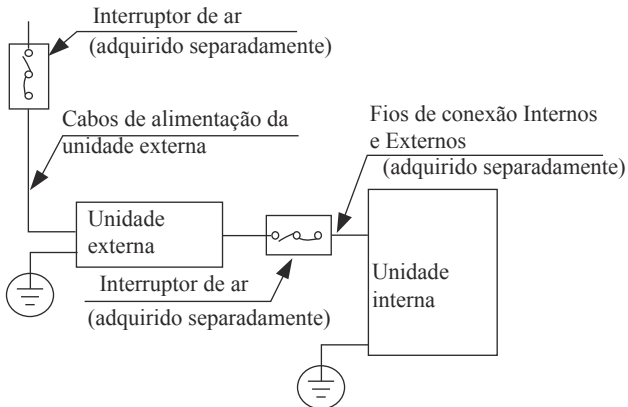 Interruptor de ar
(adquirido separadamente)
Cabos de alimentação da
unidade externa
Fios de conexão Internos
e Externos
(adquirido separadamente)
Unidade
externa
Interruptor de ar
(adquirido separadamente)
Unidade
interna